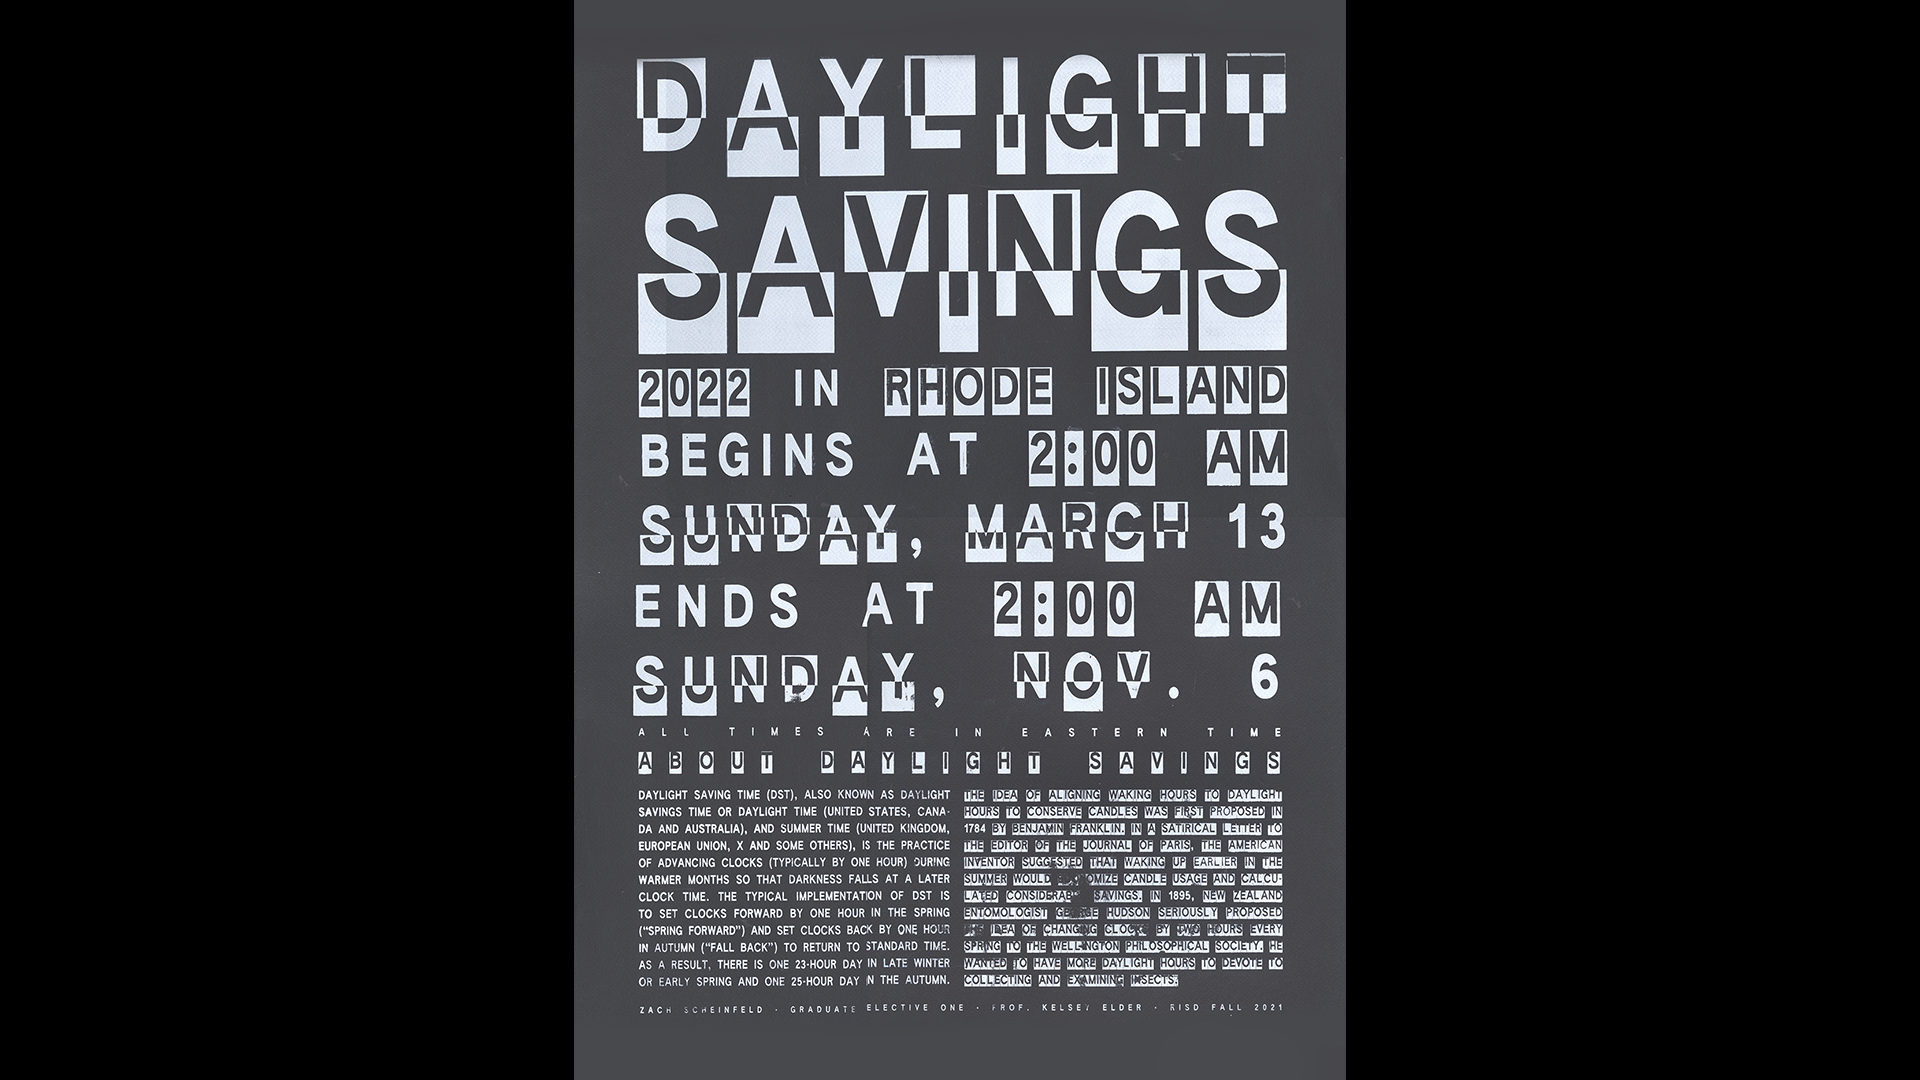 DAYLIGHT
SAVINGS
2022 IN RHODE ISLAND
BEGINS AT 2:00 AM
SUNDAY, MARCH 13
ENDS AT 2:00 AM
SUNDAY, NOV. 6
ALL TIMES ARE IN EASTERN TIME
ABOUT DAYLIGHT SAVINGS
DAYLIGHT SAVING TIME (DST), ALSO KNOWN AS DAYLIGHT
SAVINGS TIME OR DAYLIGHT TIME (UNITED STATES, CANA-
DA AND AUSTRALIA), AND SUMMER TIME (UNITED KINGDOM,
EUROPEAN UNION, X AND SOME OTHERS), IS THE PRACTICE
OF ADVANCING CLOCKS (TYPICALLY BY ONE HOUR) DURING
WARMER MONTHS SO THAT DARKNESS FALLS AT A LATER
CLOCK TIME. THE TYPICAL IMPLEMENTATION OF DST IS
TO SET CLOCKS FORWARD BY ONE HOUR IN THE SPRING
(“SPRING FORWARD”) AND SET CLOCKS BACK BY ONE HOUR
IN AUTUMN (“FALL BACK”) TO RETURN TO STANDARD TIME.
AS A RESULT, THERE IS ONE 23-HOUR DAY IN LATE WINTER
OR EARLY SPRING AND ONE 25-HOUR DAY IN THE AUTUMN.
THE IDEA OF ALIGNING WAKING HOURS TO DAYLIGHT
HOURS TO CONSERVE CANDLES WAS FIRST PROPOSED IN
1784 BY BENJAMIN FRANKLIN. IN A SATIRICAL LETTER TO
THE EDITOR OF THE JOURNAL OF PARIS, THE AMERICAN
INVENTOR SUGGESTED THAT WAKING UP EARLIER IN THE
SUMMER WOULD ECONOMIZE CANDLE USAGE AND CALCU-
LATED CONSIDERABLE SAVINGS. IN 1895, NEW ZEALAND
ENTOMOLOGIST GEORGE HUDSON SERIOUSLY PROPOSED
THE IDEA OF CHANGING CLOCKS BY TWO HOURS EVERY
SPRING TO THE WELLINGTON PHILOSOPHICAL SOCIETY. HE
WANTED TO HAVE MORE DAYLIGHT HOURS TO DEVOTE TO
COLLECTING AND EXAMINING INSECTS.
ZACH SCHEINFELD · GRADUATE ELECTIVE ONE · PROF. KELSEY ELDER · RISD FALL 2021